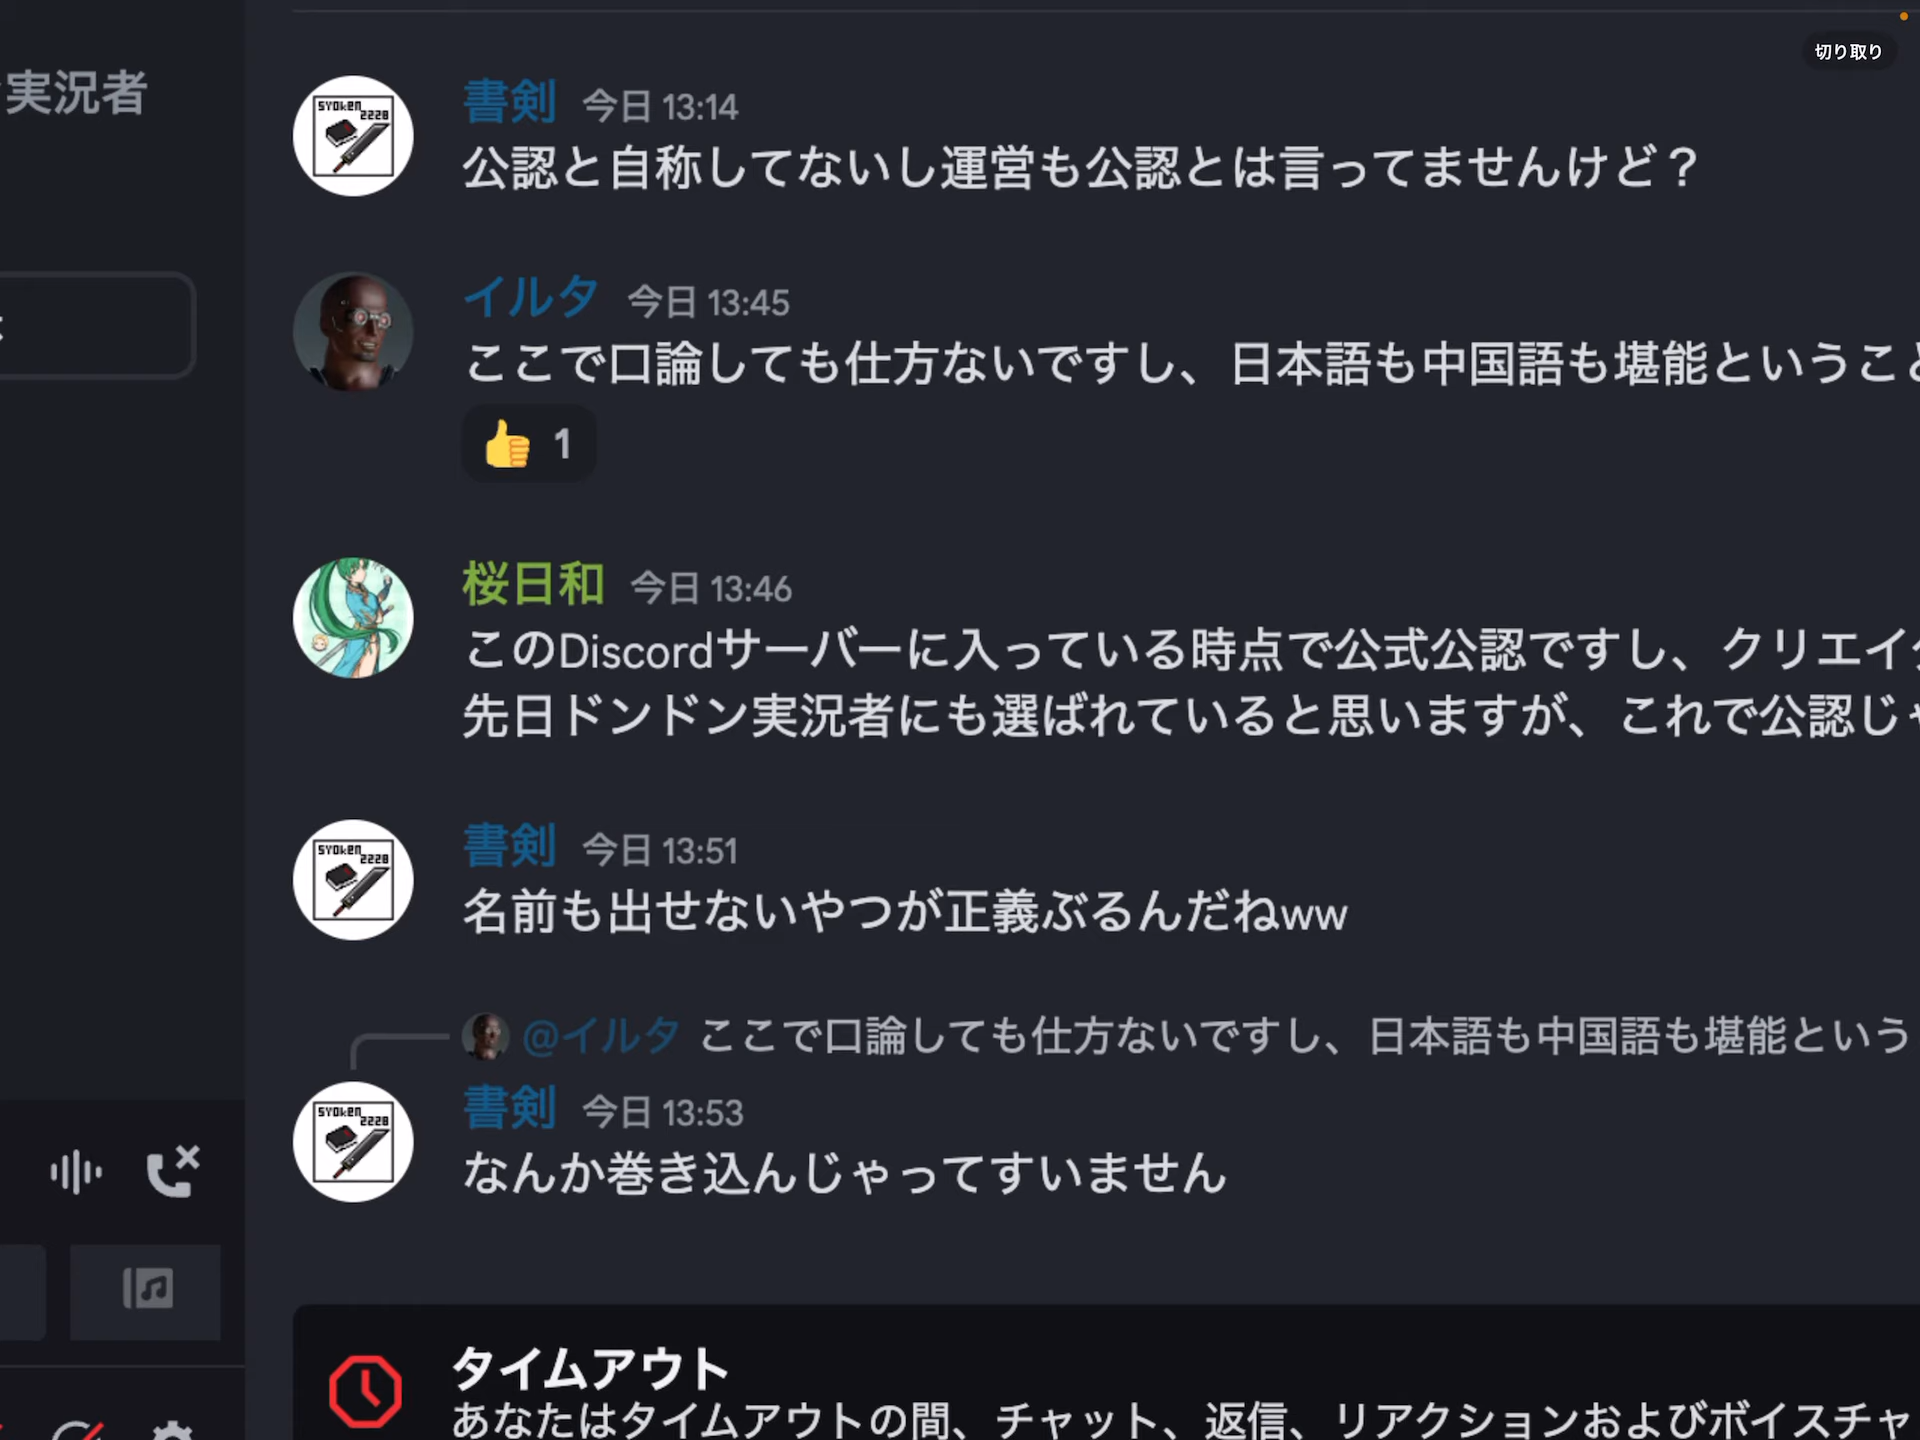 実況者
切り取り
書剣 今日 13:14
公認と自称してないし運営も公認とは言ってませんけど？
イルタ 今日 13:45
ここで口論しても仕方ないですし、日本語も中国語も堪能というこ
👍 1
桜日和 今日 13:46
このDiscordサーバーに入っている時点で公式公認ですし、クリエイ
先日ドンドン実況者にも選ばれていると思いますが、これで公認じ
SYOKEN 2228
書剣 今日 13:51
名前も出せないやつが正義ぶるんだねww
@イルタ ここで口論しても仕方ないですし、日本語も中国語も堪能という
書剣 今日 13:53
なんか巻き込んじゃってすいません
タイムアウト
あなたはタイムアウトの間、チャット、返信、リアクションおよびボイスチャ